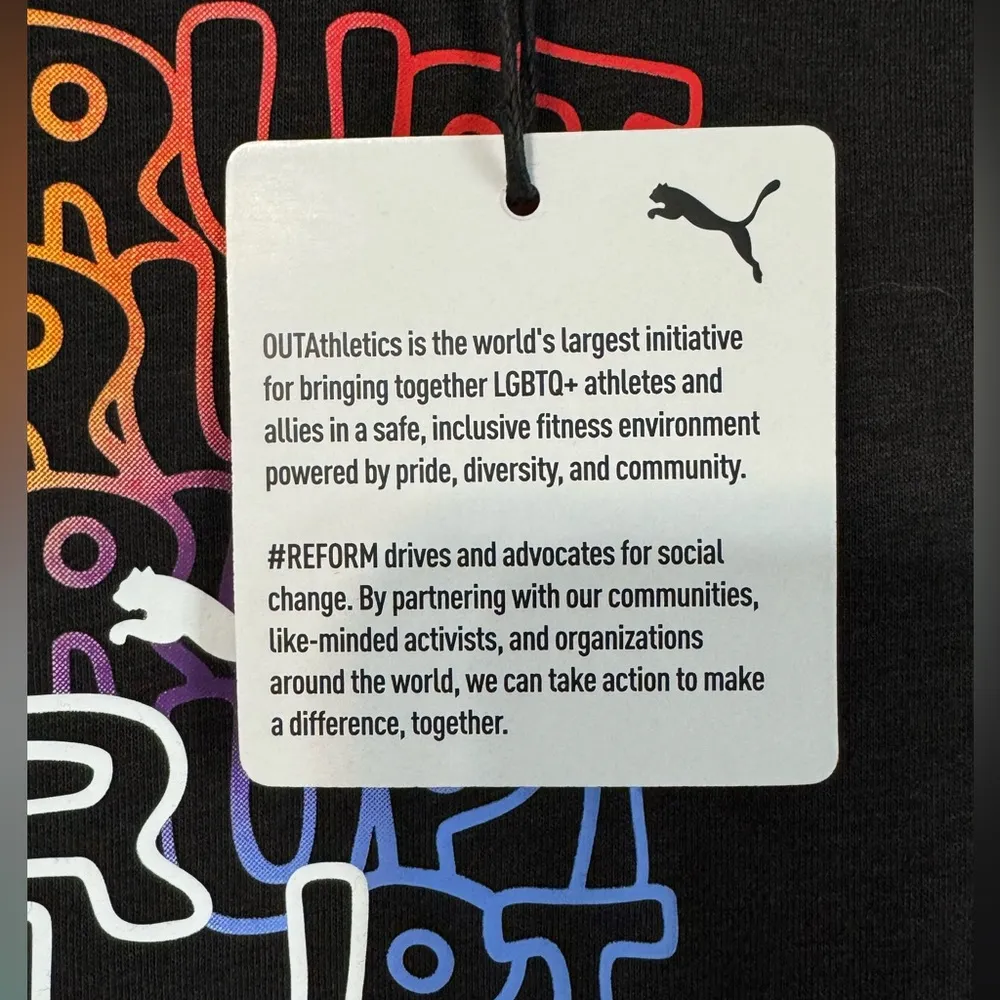 OUTAthletics is the world's largest initiative
for bringing together LGBTQ+ athletes and
allies in a safe, inclusive fitness environment
powered by pride, diversity, and community.
#REFORM drives and advocates for social
change. By partnering with our communities,
like-minded activists, and organizations
around the world, we can take action to make
a difference, together.